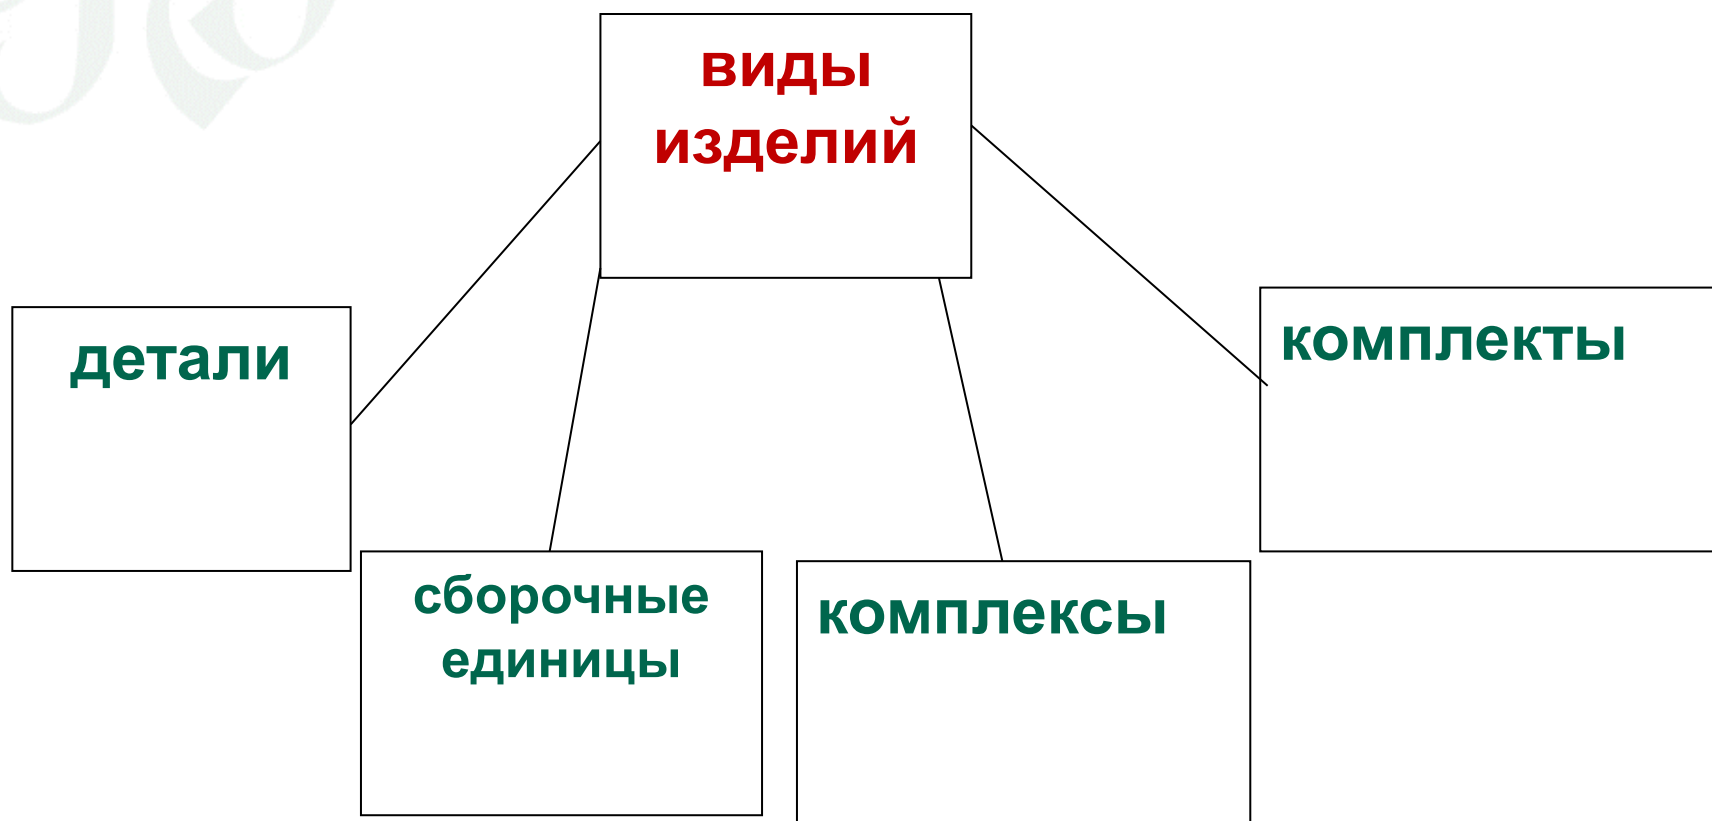 виды
изделий
детали
комплекты
сборочные
единицы
комплексы